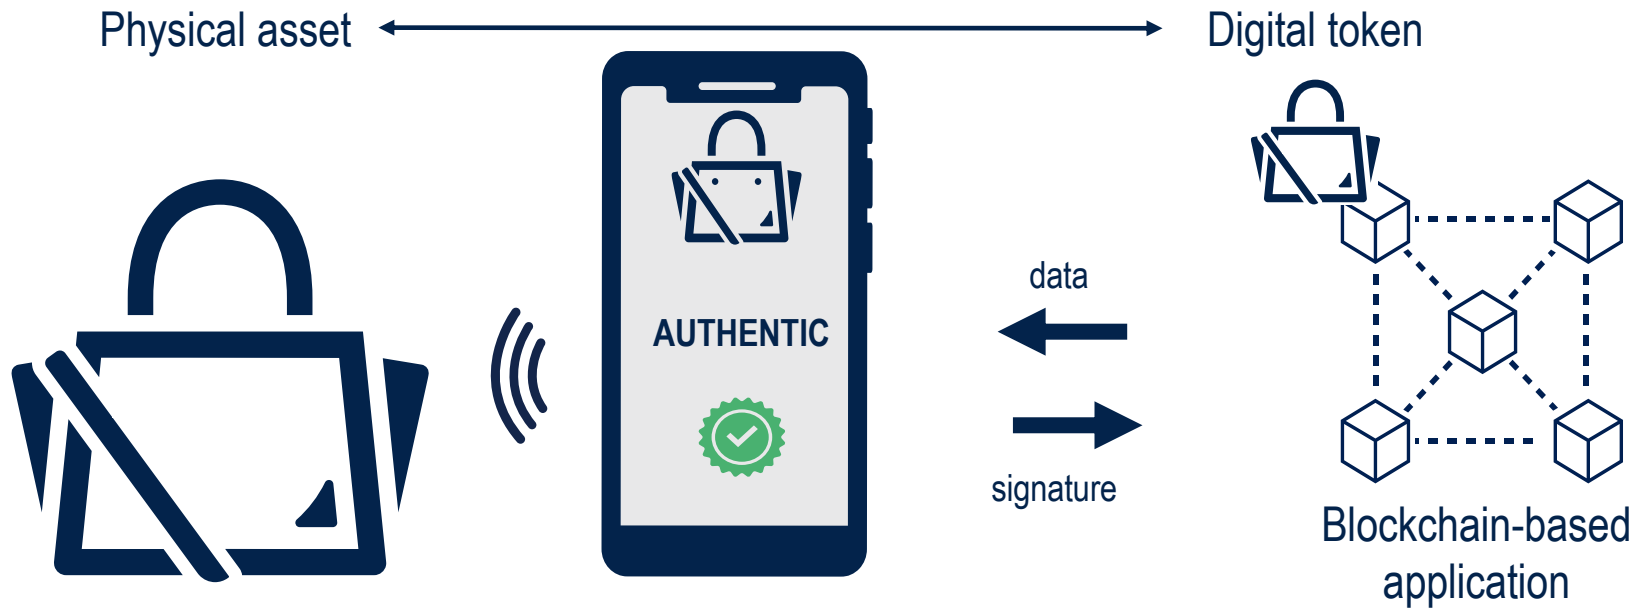 Physical asset
Digital token
AUTHENTIC
data
signature
Blockchain-based
application